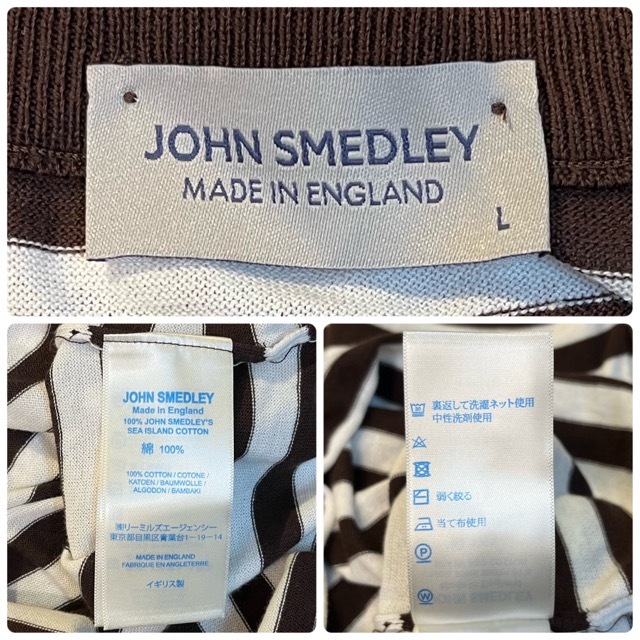 JOHN SMEDLEY
MADE IN ENGLAND
L
JOHN SMEDLEY
Made in England
100% JOHN SMEDLEY'S
SEA ISLAND COTTON
綿 100%
100% COTTON / COTONE /
KATOEN / BAUMWOLLE /
ALGODON / BAMBAKI
㈱リーミルズエージェンシー
東京都目黒区青葉台1-19-14
MADE IN ENGLAND
FABRIQUE EN ANGLETERRE
イギリス製
裏返して洗濯ネット使用
中性洗剤使用
弱く絞る
当て布使用
P
W
JOHN SMEDLEY